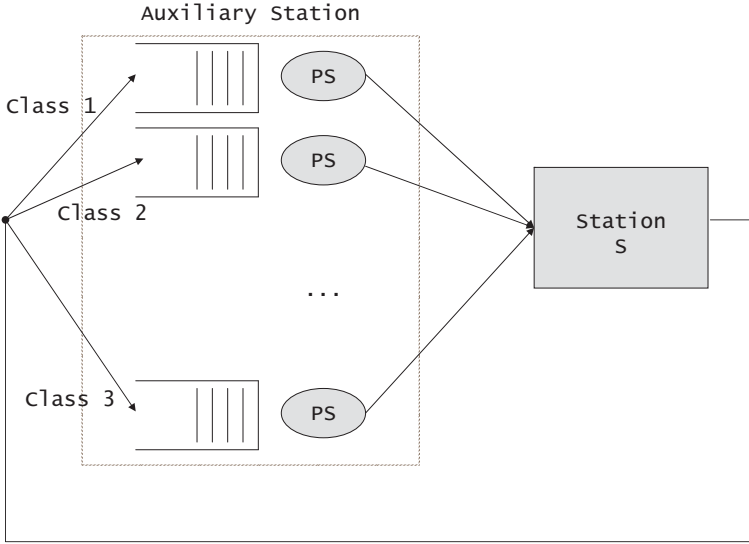 Auxiliary Station
PS
Class 1
PS
Class 2
Station
S
...
Class 3
PS